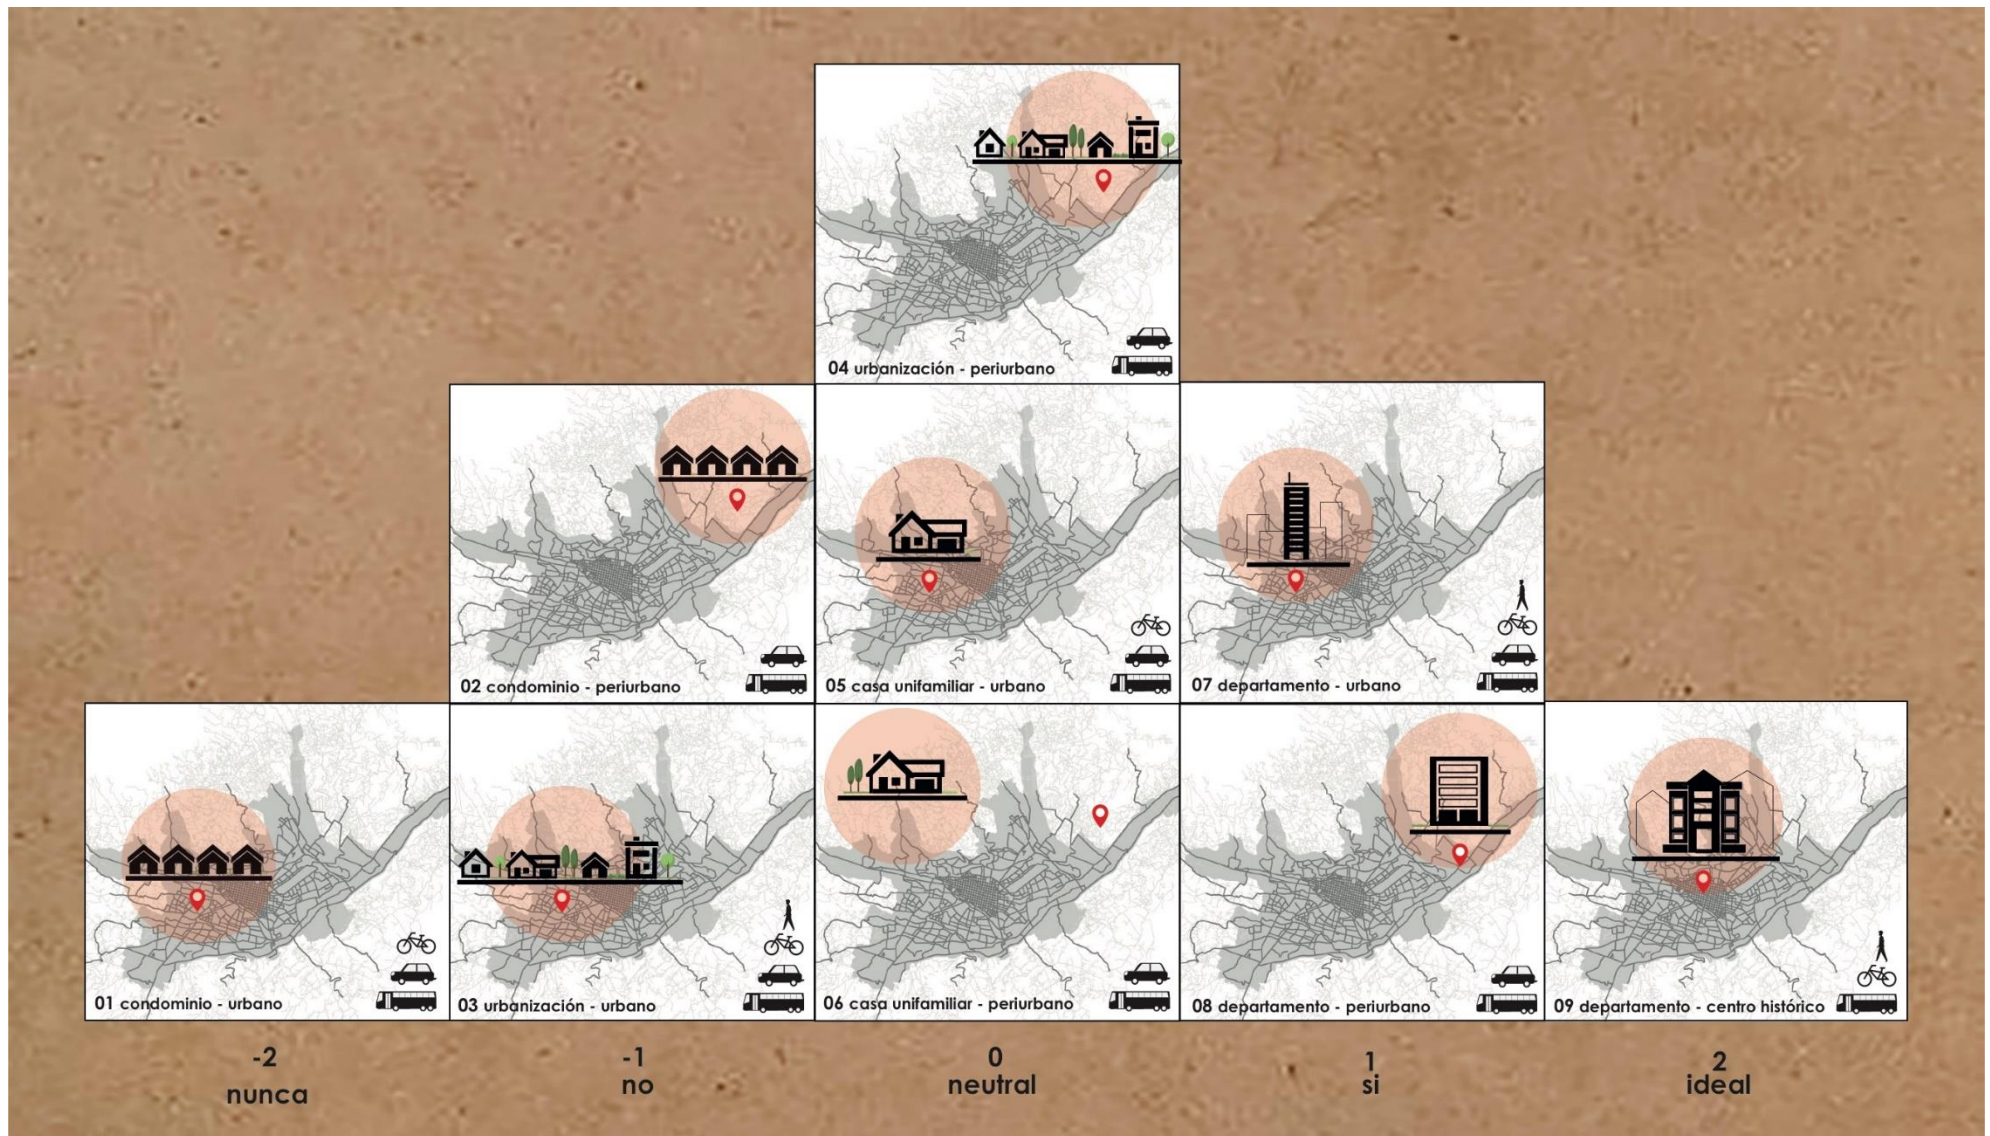 04 urbanización - periurbano
02 condominio - periurbano
05 casa unifamiliar - urbano
07 departamento - urbano
01 condominio - urbano
03 urbanización - urbano
06 casa unifamiliar - periurbano
08 departamento - periurbano
09 departamento - centro histórico
-2
nunca
-1
no
0
neutral
1
si
2
ideal